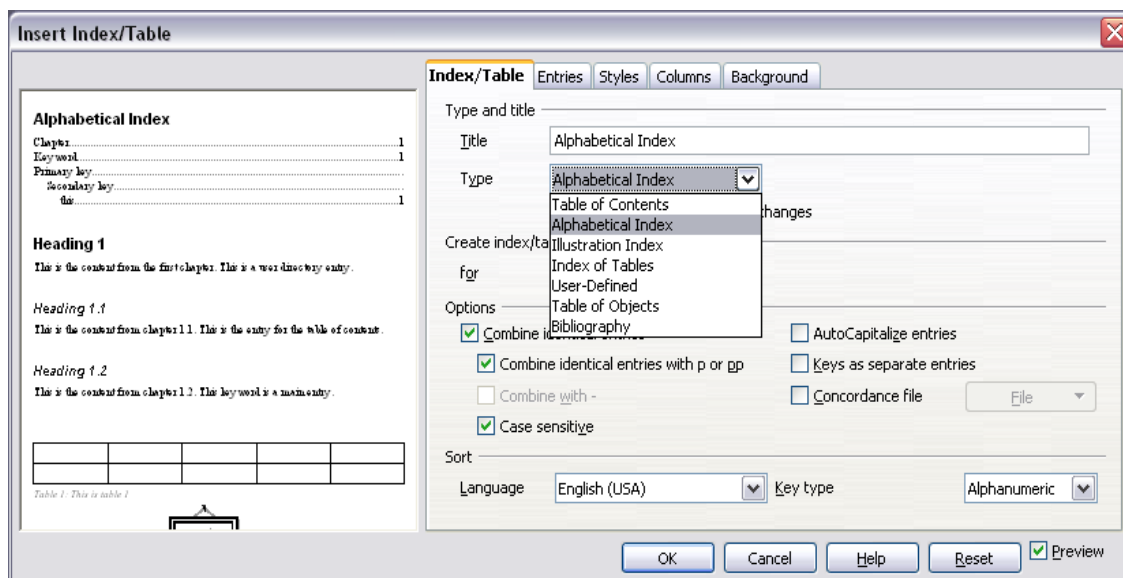 Insert Index/Table
Index/Table Entries Styles Columns Background
Alphabetical Index
Chapter 1
Keyword 1
Primary key
Secondary key
this 1
Heading 1
This is the content from the first chapter. This is a user directory entry.
Heading 1.1
This is the content from chapter 1.1. This is the entry for the table of contents.
Heading 1.2
This is the content from chapter 1.2. This keyword is a main entry.
Table 1: This is table 1
Type and title
Title Alphabetical Index
Type Alphabetical Index
Table of Contents
Alphabetical Index
Illustration Index
Index of Tables
User-Defined
Table of Objects
Bibliography
changes
Create index/ta
for
Options
Combine
AutoCapitalize entries
Combine identical entries with p or pp
Keys as separate entries
Combine with -
Concordance file File
Case sensitive
Sort
Language English (USA) Key type Alphanumeric
OK Cancel Help Reset Preview